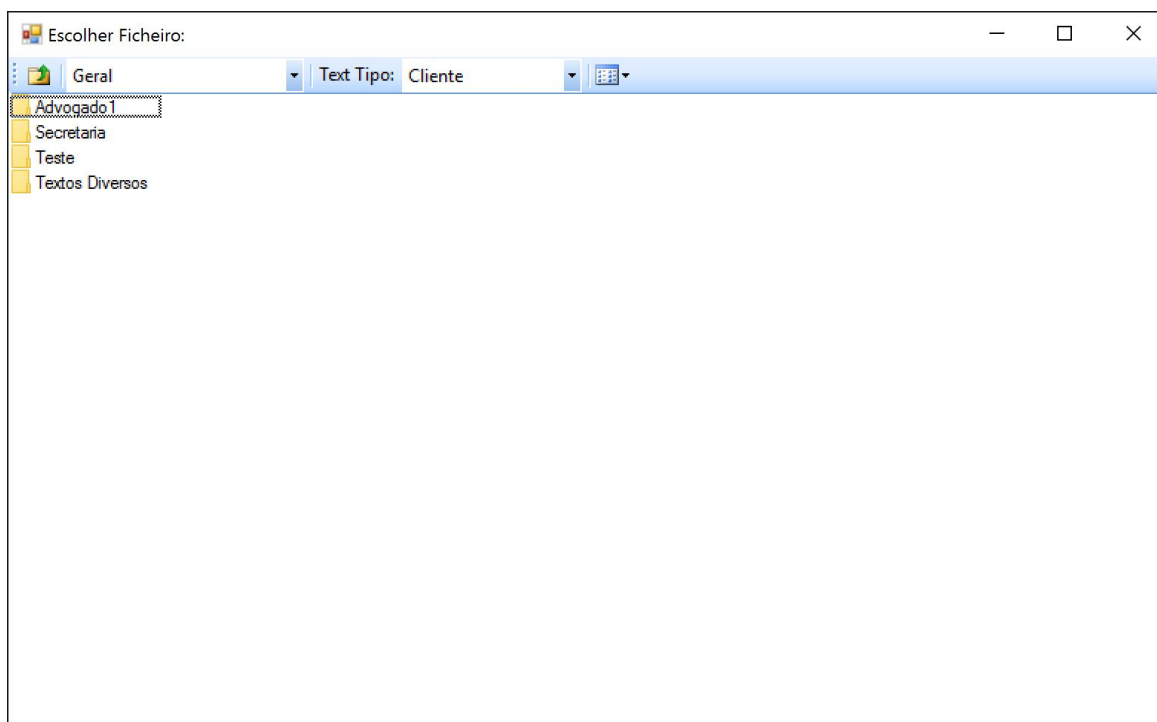 Escolher Ficheiro:
Geral Text Tipo: Cliente
Advogado1
Secretaria
Teste
Textos Diversos